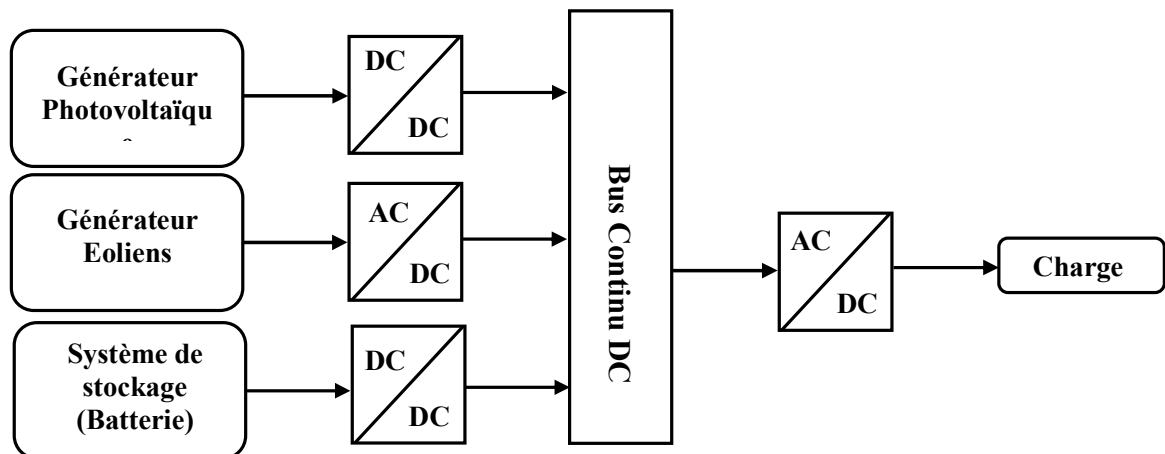 Générateur
Photovoltaïqu
DC
DC
Générateur
Eoliens
AC
DC
Système de
stockage
(Batterie)
DC
DC
Bus Continu DC
AC
DC
Charge